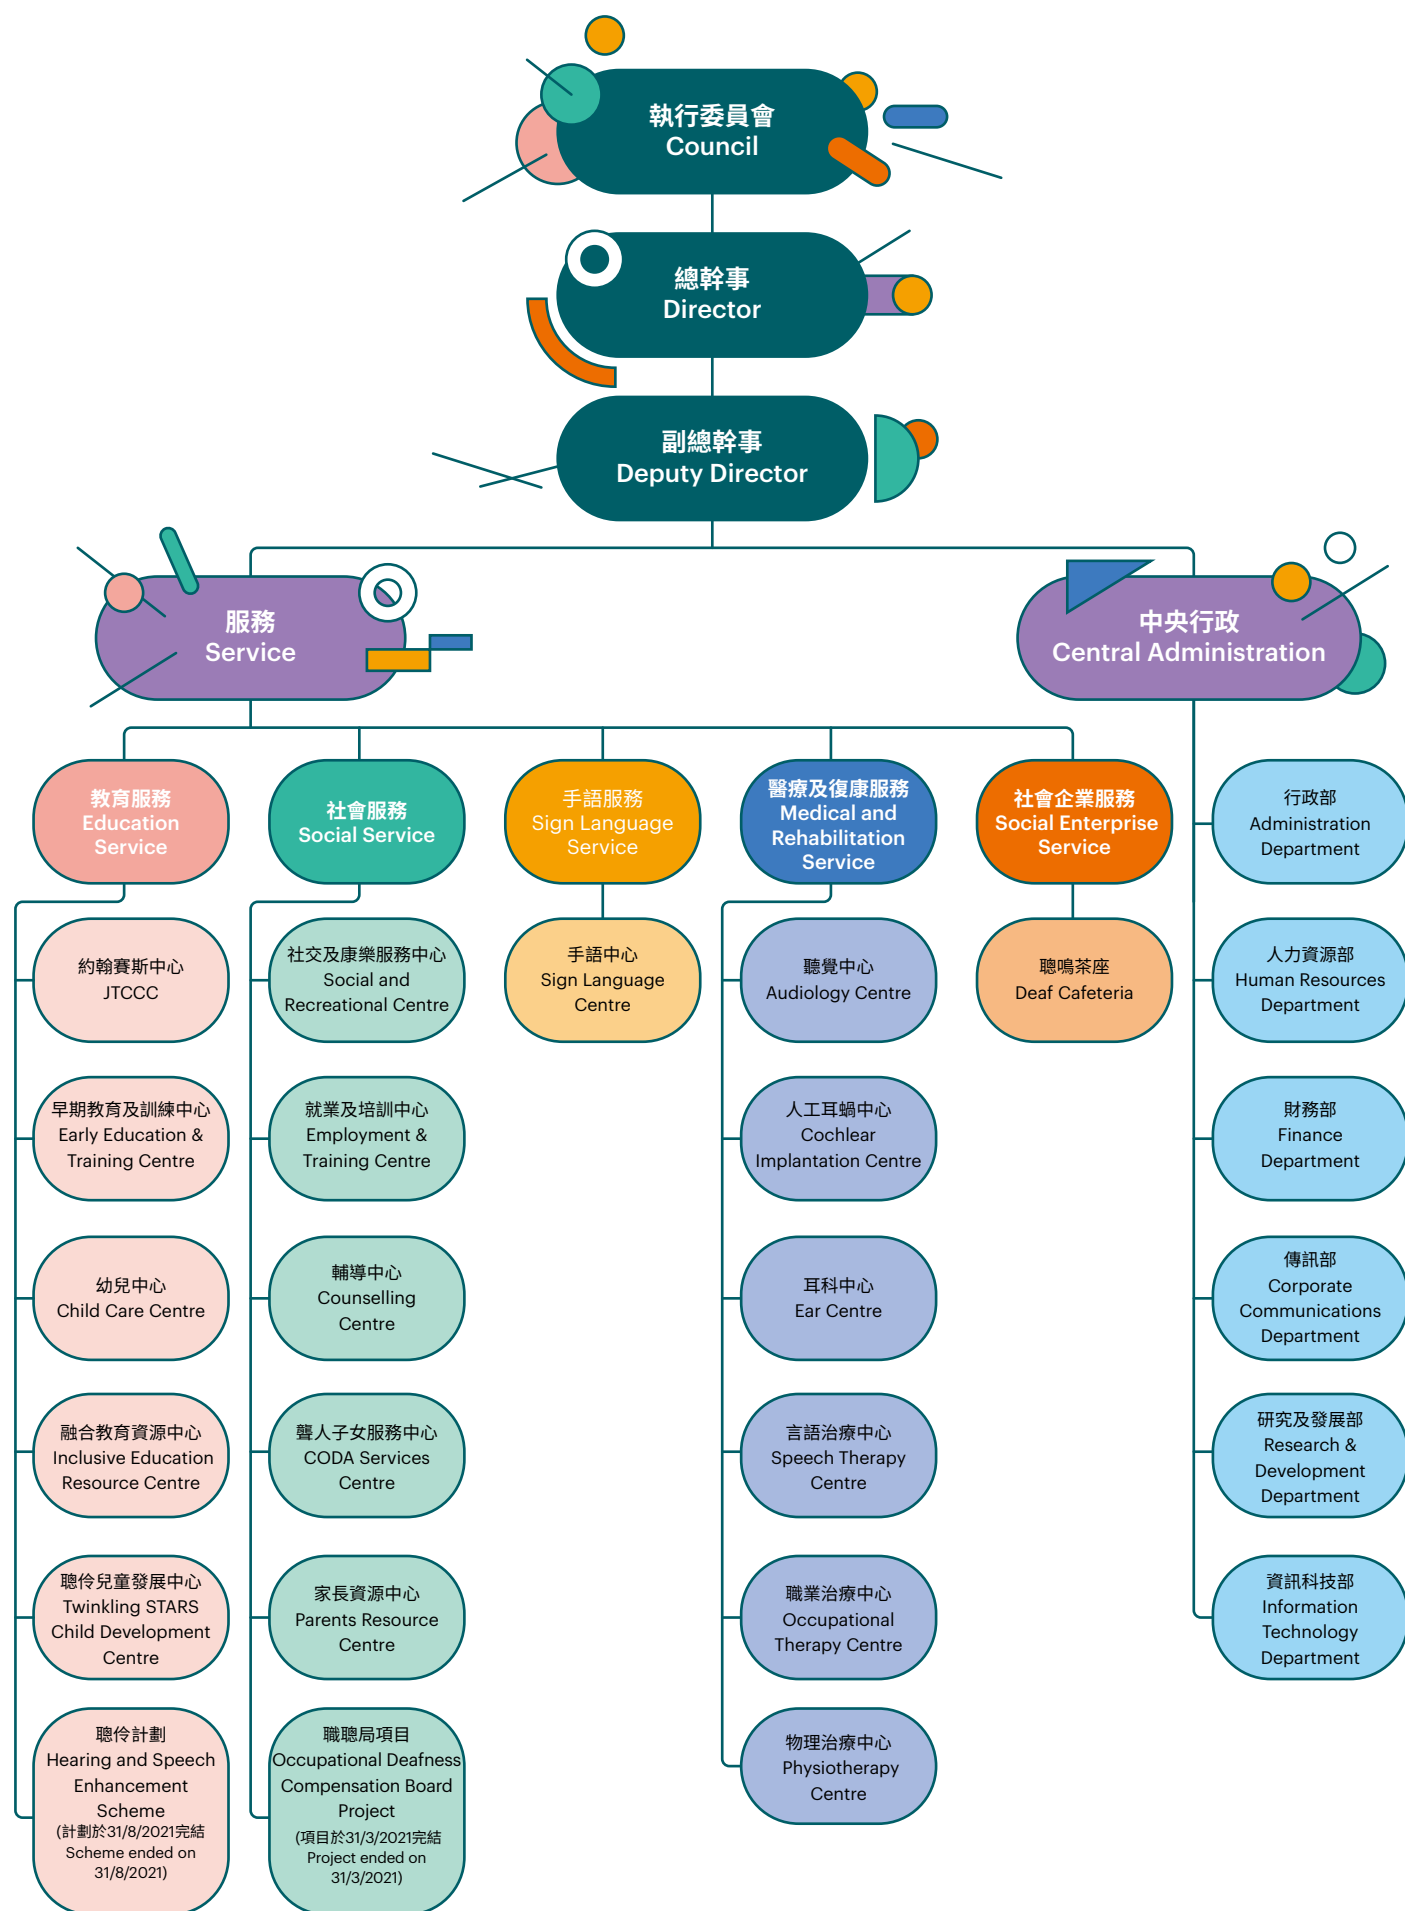 執行委員會
Council
總幹事
Director
副總幹事
Deputy Director
服務
Service
中央行政
Central Administration
教育服務
Education
Service
社會服務
Social Service
手語服務
Sign Language
Service
醫療及復康服務
Medical and
Rehabilitation
Service
社會企業服務
Social Enterprise
Service
行政部
Administration
Department
約翰賽斯中心
JTCCC
社交及康樂服務中心
Social and
Recreational Centre
手語中心
Sign Language
Centre
聽覺中心
Audiology Centre
聰鳴茶座
Deaf Cafeteria
人力資源部
Human Resources
Department
早期教育及訓練中心
Early Education &
Training Centre
就業及培訓中心
Employment &
Training Centre
人工耳蝸中心
Cochlear
Implantation Centre
財務部
Finance
Department
幼兒中心
Child Care Centre
輔導中心
Counselling
Centre
耳科中心
Ear Centre
傳訊部
Corporate
Communications
Department
融合教育資源中心
Inclusive Education
Resource Centre
聾人子女服務中心
CODA Services
Centre
言語治療中心
Speech Therapy
Centre
研究及發展部
Research &
Development
Department
聰伶兒童發展中心
Twinkling STARS
Child Development
Centre
家長資源中心
Parents Resource
Centre
職業治療中心
Occupational
Therapy Centre
資訊科技部
Information
Technology
Department
聰伶計劃
Hearing and Speech
Enhancement
Scheme
(計劃於31/8/2021完結
Scheme ended on
31/8/2021)
職聰局項目
Occupational Deafness
Compensation Board
Project
(項目於31/3/2021完結
Project ended on
31/3/2021)
物理治療中心
Physiotherapy
Centre